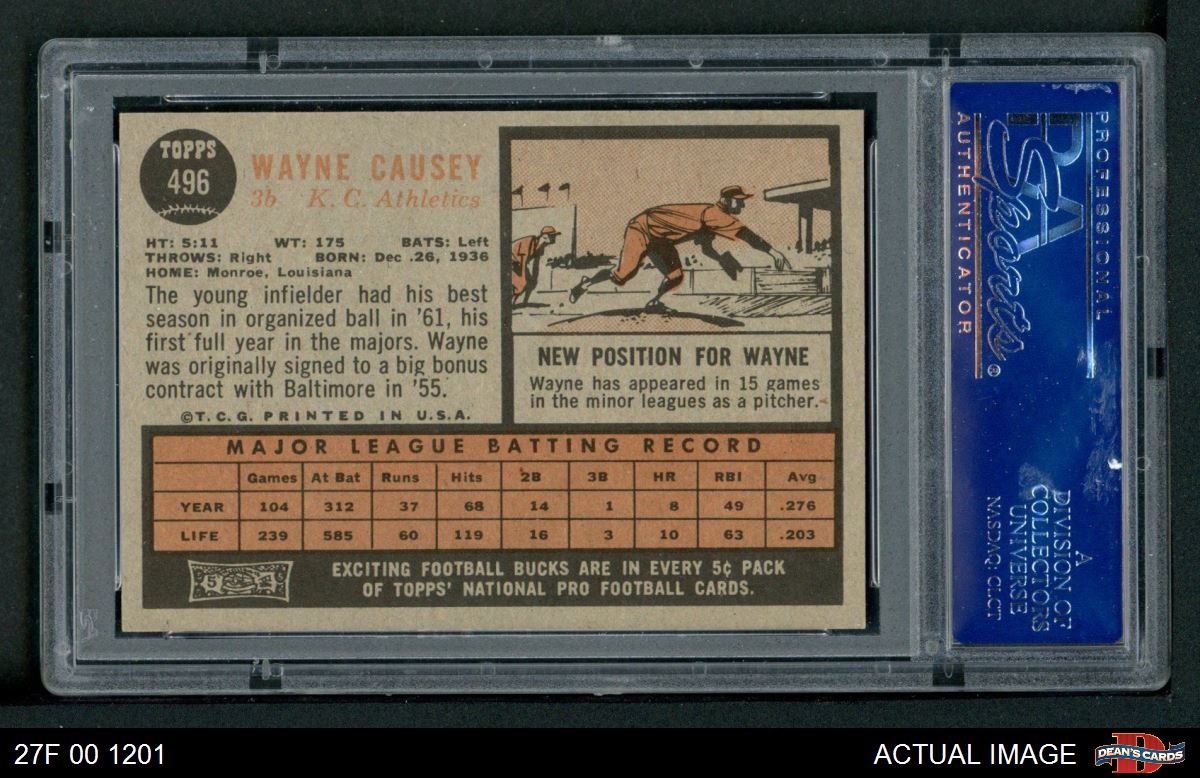 TOPPS
496
WAYNE CAUSEY
3b K. C. Athletics
HT: 5:11 WT: 175 BATS: Left
THROWS: Right BORN: Dec .26, 1936
HOME: Monroe, Louisiana
The young infielder had his best
season in organized ball in '61, his
first full year in the majors. Wayne
was originally signed to a big bonus
contract with Baltimore in '55.
©T.C.G. PRINTED IN U.S.A.
NEW POSITION FOR WAYNE
Wayne has appeared in 15 games
in the minor leagues as a pitcher.
MAJOR LEAGUE BATTING RECORD
Games At Bat Runs Hits 2B 3B HR RBI Avg
YEAR 104 312 37 68 14 1 8 49 .276
LIFE 239 585 60 119 16 3 10 63 .203
5
EXCITING FOOTBALL BUCKS ARE IN EVERY 5¢ PACK
OF TOPPS' NATIONAL PRO FOOTBALL CARDS.
PROFESSIONAL
PSA
Sports®
AUTHENTICATOR
A
DIVISION OF
COLLECTORS
UNIVERSE
NASDAQ: CLCT
27F 00 1201
ACTUAL IMAGE
DEAN'S CARDS